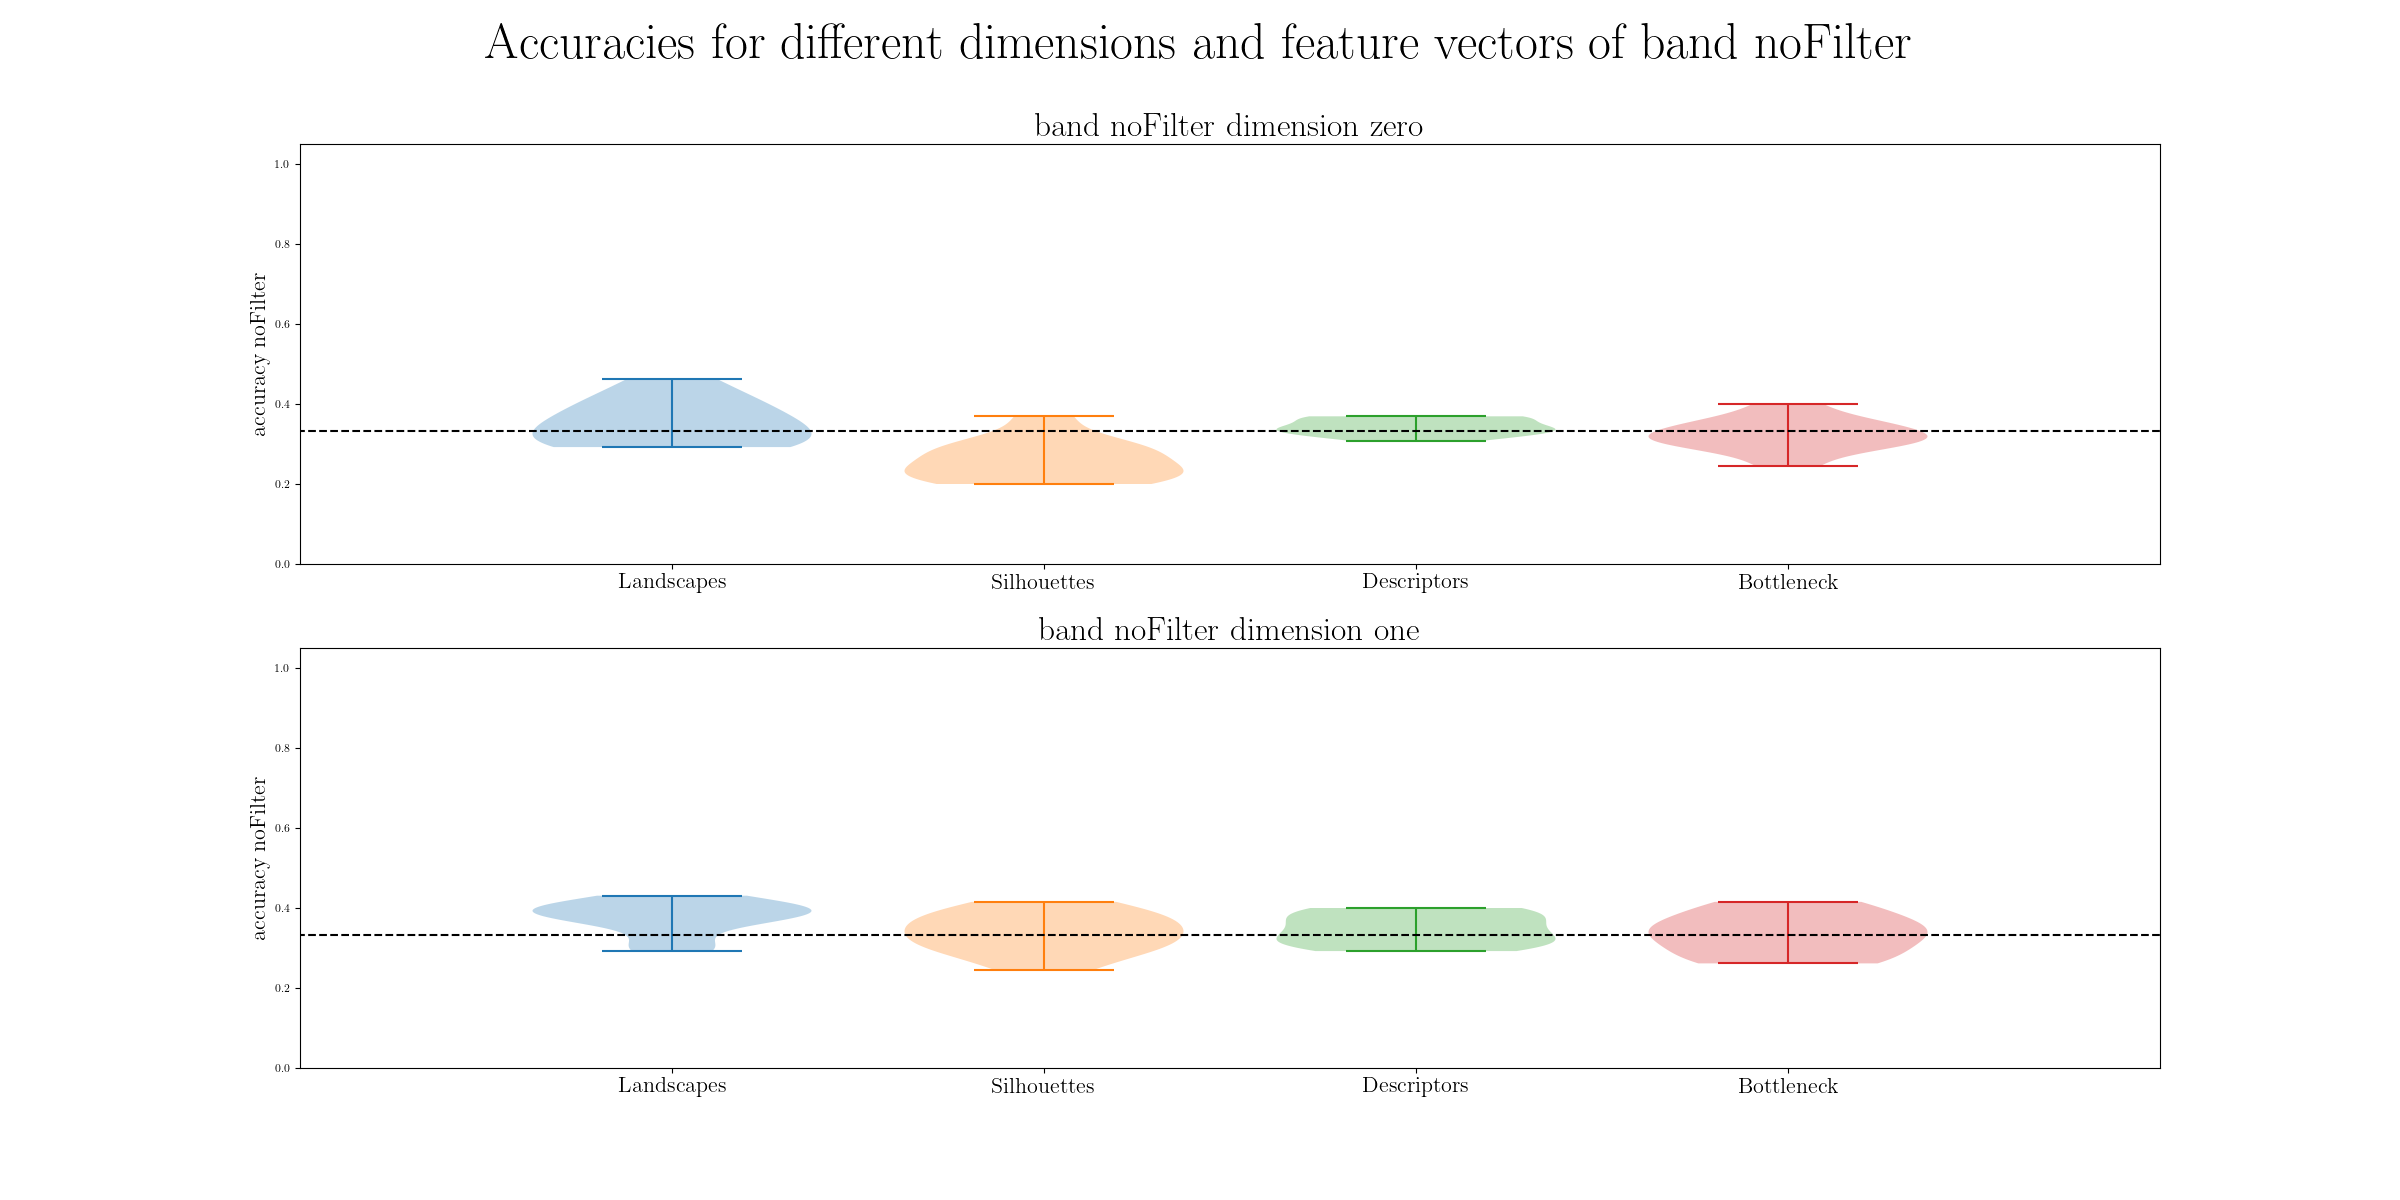 Accuracies for different dimensions and feature vectors of band noFilter
band noFilter dimension zero
accuracy noFilter
1.0
0.8
0.6
0.4
0.2
0.0
Landscapes Silhouettes Descriptors Bottleneck
band noFilter dimension one
accuracy noFilter
1.0
0.8
0.6
0.4
0.2
0.0
Landscapes Silhouettes Descriptors Bottleneck